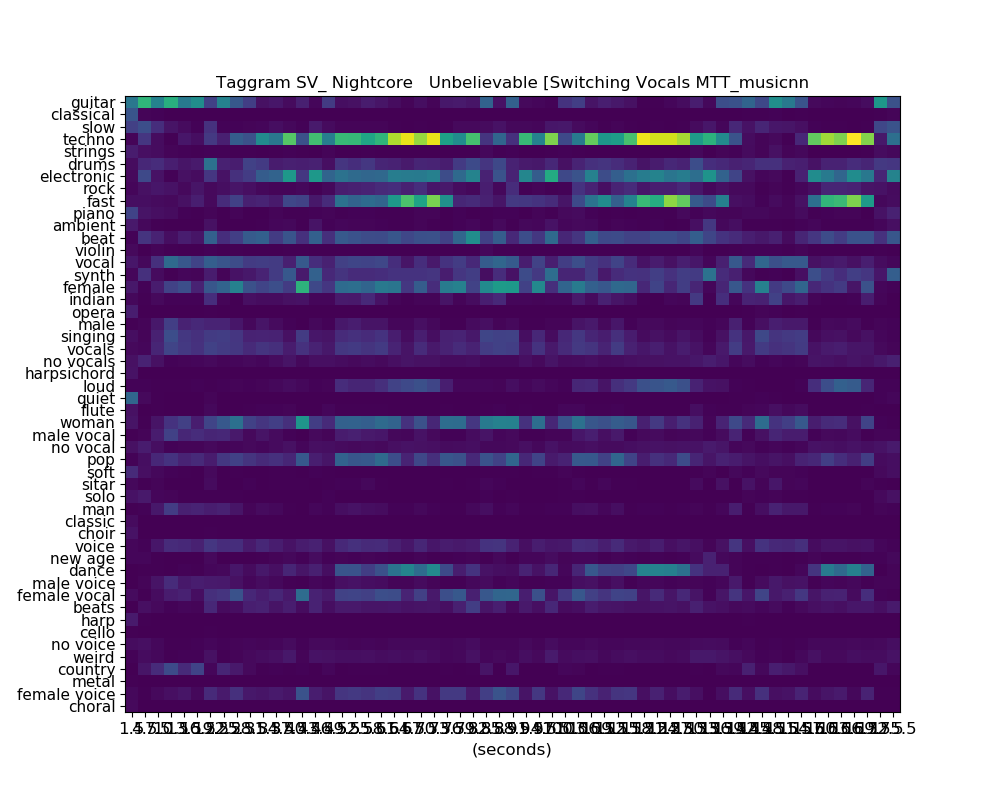 Taggram SV_ Nightcore   Unbelievable [Switching Vocals MTT_musicnn
guitar
classical
slow
techno
strings
drums
electronic
rock
fast
piano
ambient
beat
violin
vocal
synth
female
indian
opera
male
singing
vocals
no vocals
harpsichord
loud
quiet
flute
woman
male vocal
no vocal
pop
soft
sitar
solo
man
classic
choir
voice
new age
dance
male voice
female vocal
beats
harp
cello
no voice
weird
country
metal
female voice
choral
(seconds)